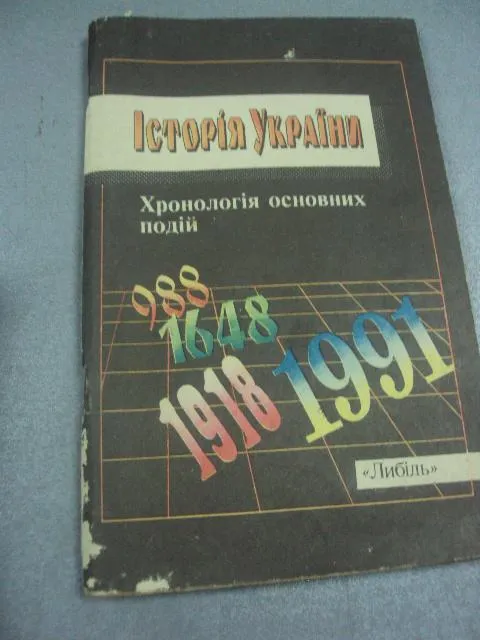 Історія України
Хронологія основних
подій
988
1648
1918
1991
«Либідь»